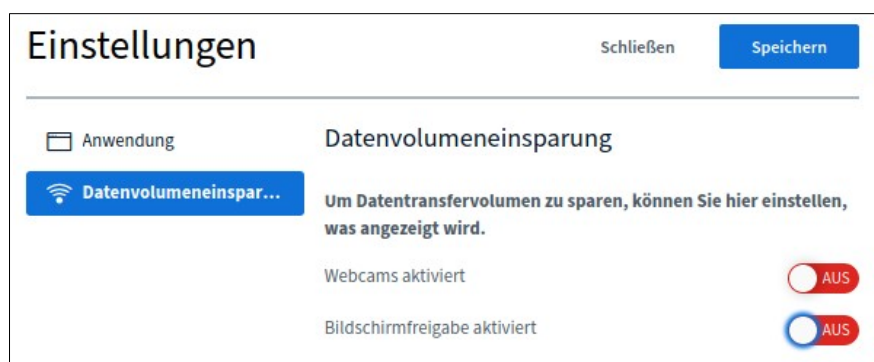 Einstellungen
Schließen
Speichern
Anwendung
Datenvolumeneinspar...
Datenvolumeneinsparung
Um Datentransfervolumen zu sparen, können Sie hier einstellen,
was angezeigt wird.
Webcams aktiviert
AUS
Bildschirmfreigabe aktiviert
AUS